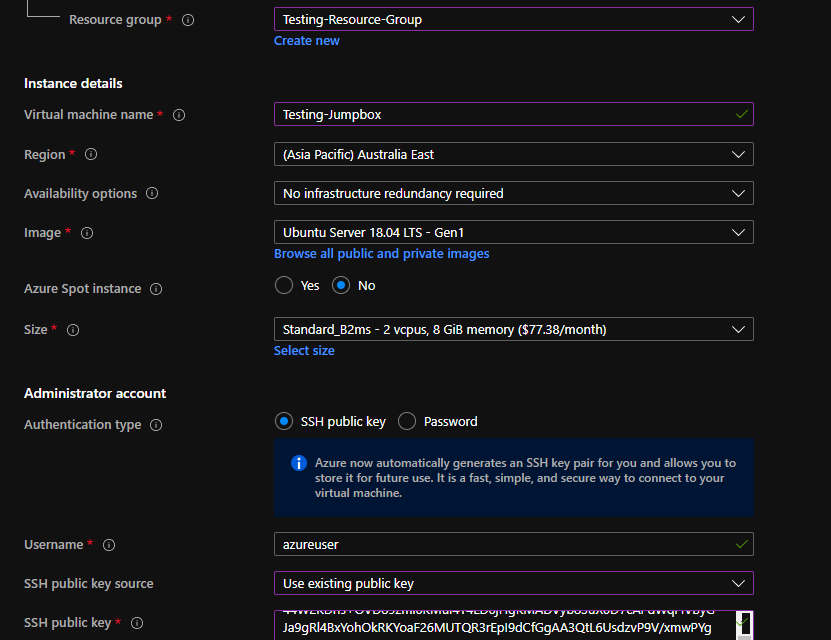 Resource group *
Testing-Resource-Group
Create new
Instance details
Virtual machine name *
Testing-Jumpbox
Region *
(Asia Pacific) Australia East
Availability options
No infrastructure redundancy required
Image *
Ubuntu Server 18.04 LTS - Gen1
Browse all public and private images
Azure Spot instance
Yes
No
Size *
Standard_B2ms - 2 vcpus, 8 GiB memory ($77.38/month)
Select size
Administrator account
Authentication type
SSH public key
Password
Azure now automatically generates an SSH key pair for you and allows you to
store it for future use. It is a fast, simple, and secure way to connect to your
virtual machine.
Username *
azureuser
SSH public key source
Use existing public key
SSH public key *
Ja9gRl4BxYohOkRKYoaF26MUTQR3rEpI9dCfGgAA3QtL6UsdzvP9V/xmwPYg